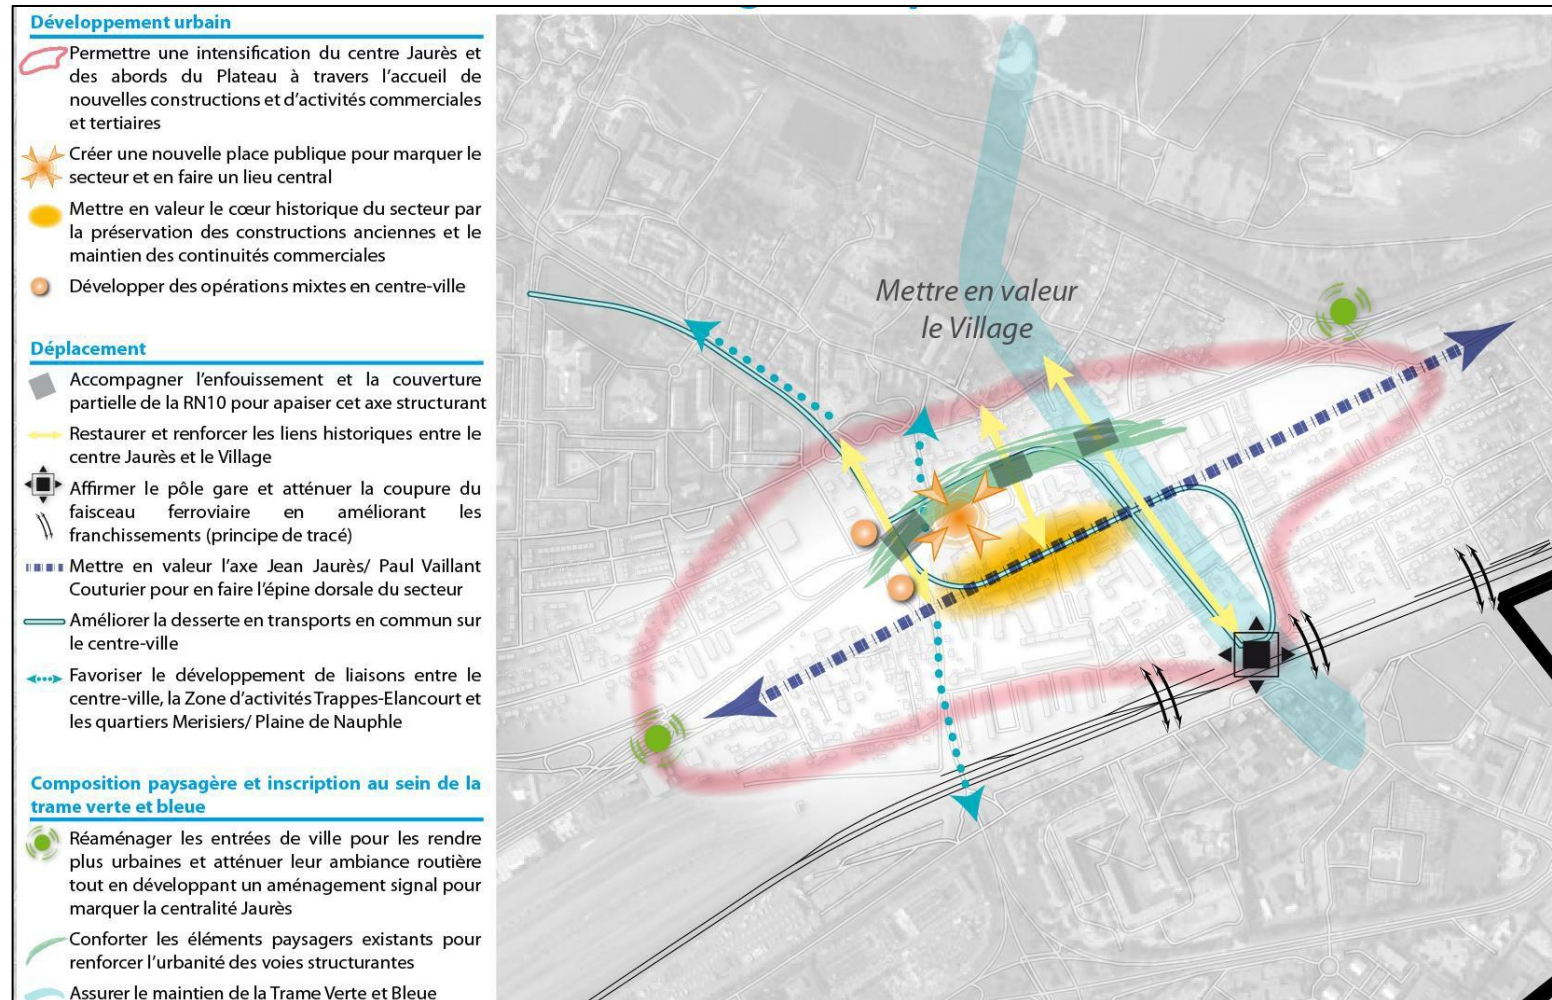 Développement urbain
Permettre une intensification du centre Jaurès et
des abords du Plateau à travers l'accueil de
nouvelles constructions et d'activités commerciales
et tertiaires
Créer une nouvelle place publique pour marquer le
secteur et en faire un lieu central
Mettre en valeur le cœur historique du secteur par
la préservation des constructions anciennes et le
maintien des continuités commerciales
Développer des opérations mixtes en centre-ville
Déplacement
Accompagner l'enfouissement et la couverture
partielle de la RN10 pour apaiser cet axe structurant
Restaurer et renforcer les liens historiques entre le
centre Jaurès et le Village
Affirmer le pôle gare et atténuer la coupure du
faisceau ferroviaire en améliorant les
franchissements (principe de tracé)
Mettre en valeur l'axe Jean Jaurès/ Paul Vaillant
Couturier pour en faire l'épine dorsale du secteur
Améliorer la desserte en transports en commun sur
le centre-ville
Favoriser le développement de liaisons entre le
centre-ville, la Zone d'activités Trappes-Elancourt et
les quartiers Merisiers/ Plaine de Nauphle
Composition paysagère et inscription au sein de la
trame verte et bleue
Réaménager les entrées de ville pour les rendre
plus urbaines et atténuer leur ambiance routière
tout en développant un aménagement signal pour
marquer la centralité Jaurès
Conforter les éléments paysagers existants pour
renforcer l'urbanité des voies structurantes
Assurer le maintien de la Trame Verte et Bleue
Mettre en valeur
le Village